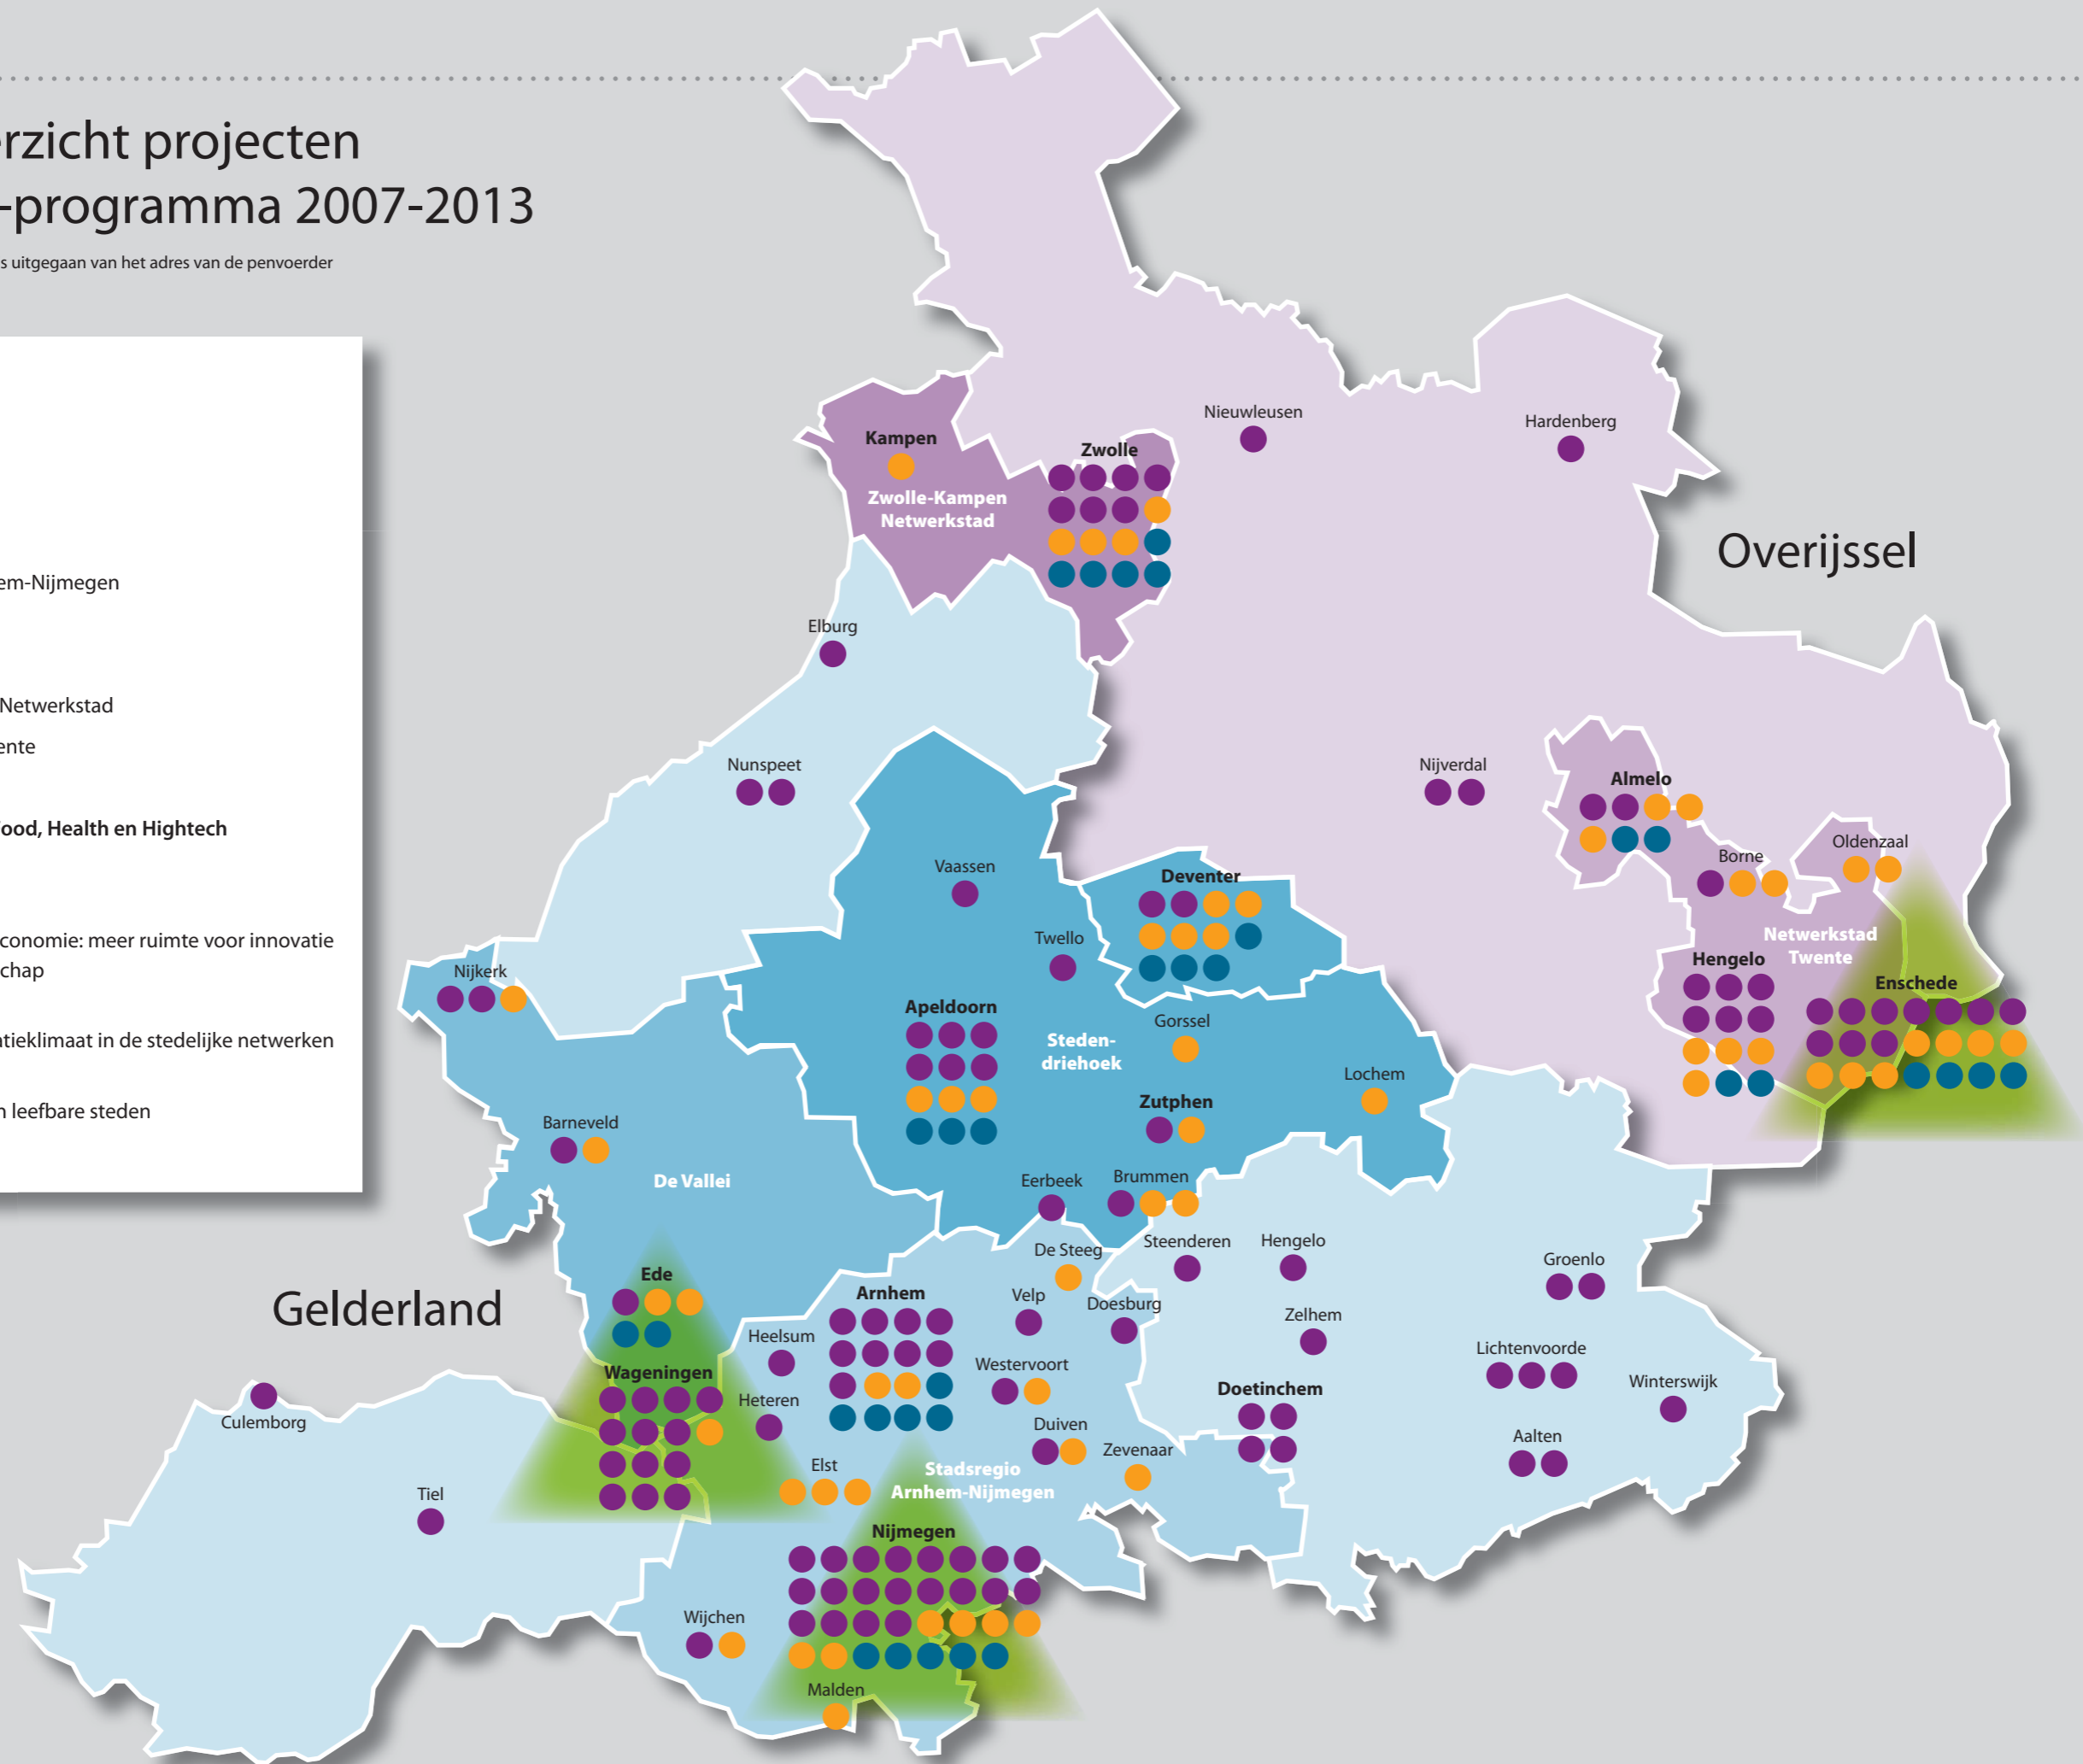 erzicht projecten
-programma 2007-2013
s uitgegaan van het adres van de penvoerder
em-Nijmegen
Netwerkstad
ente
ood, Health en Hightech
conomie: meer ruimte voor innovatie
chap
atieklimaat in de stedelijke netwerken
n leefbare steden
Overijssel
Gelderland
Nieuwleusen
Hardenberg
Kampen
Zwolle
Zwolle-Kampen
Netwerkstad
Elburg
Nunspeet
Nijverdal
Almelo
Oldenzaal
Borne
Vaassen
Deventer
Twello
Netwerkstad
Twente
Hengelo
Enschede
Nijkerk
Apeldoorn
Gorssel
Steden-
driehoek
Lochem
Zutphen
Barneveld
De Vallei
Eerbeek
Brummen
De Steeg
Steenderen
Hengelo
Groenlo
Ede
Arnhem
Velp
Doesburg
Zelhem
Heelsum
Lichtenvoorde
Westervoort
Wageningen
Winterswijk
Doetinchem
Heteren
Culemborg
Duiven
Zevenaar
Aalten
Elst
Stadsregio
Arnhem-Nijmegen
Tiel
Nijmegen
Wijchen
Malden